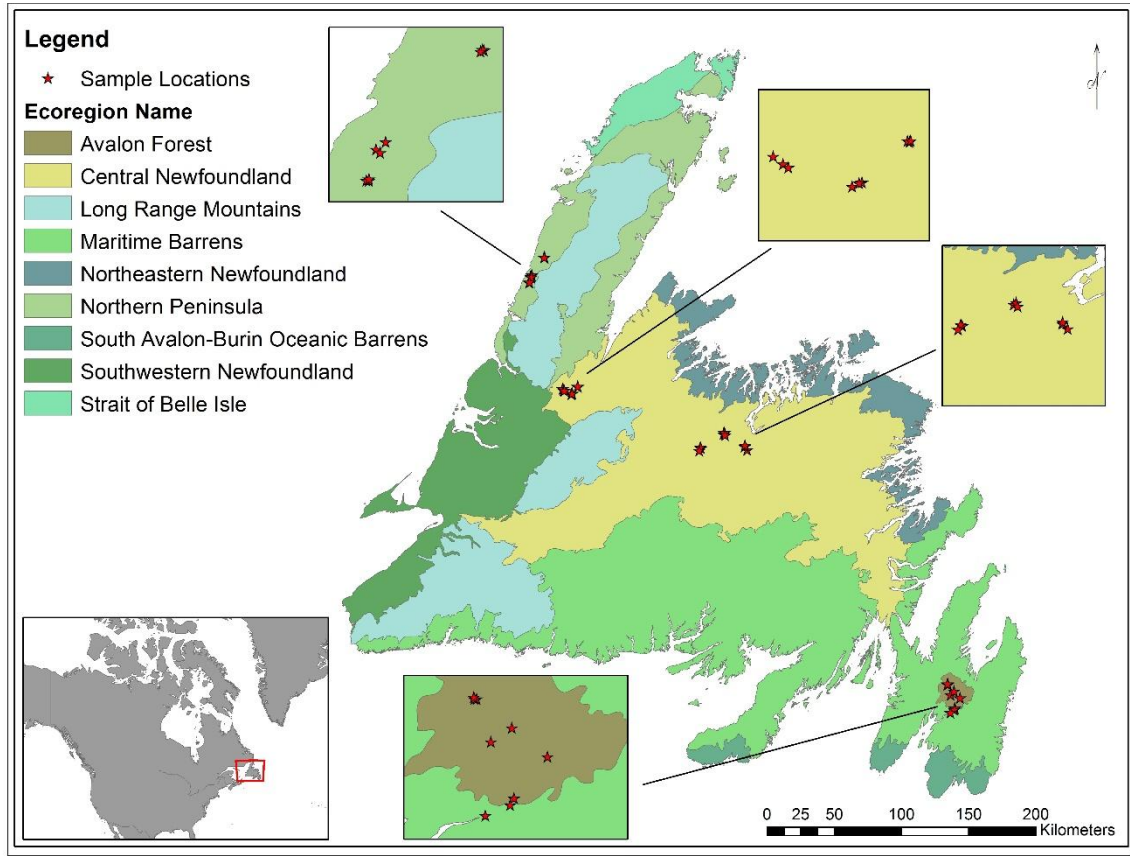 Legend
Sample Locations
Ecoregion Name
Avalon Forest
Central Newfoundland
Long Range Mountains
Maritime Barrens
Northeastern Newfoundland
Northern Peninsula
South Avalon-Burin Oceanic Barrens
Southwestern Newfoundland
Strait of Belle Isle
N
0 25 50 100 150 200
Kilometers